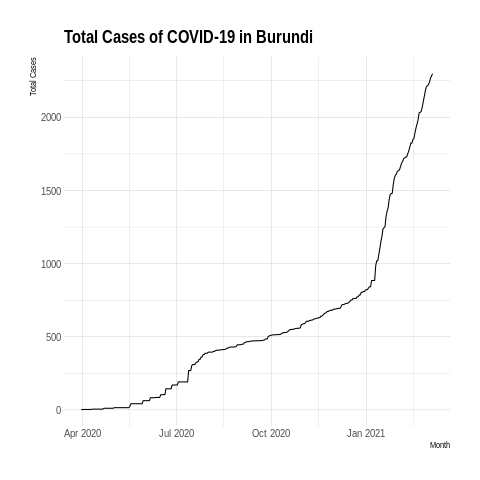 Total Cases of COVID-19 in Burundi
Total Cases
2000
1500
1000
500
0
Apr 2020 Jul 2020 Oct 2020 Jan 2021
Month